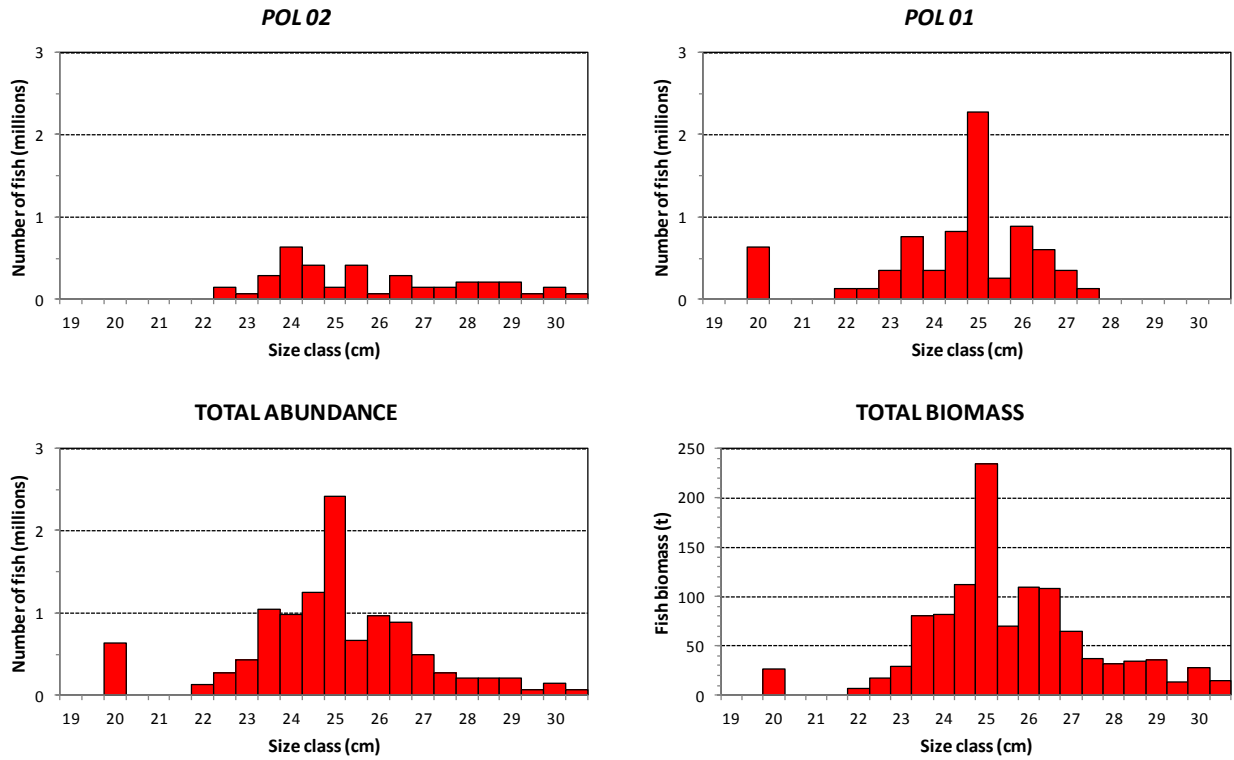 POL 02
3
2
1
0
Number of fish (millions)
19 20 21 22 23 24 25 26 27 28 29 30
Size class (cm)
POL 01
3
2
1
0
Number of fish (millions)
19 20 21 22 23 24 25 26 27 28 29 30
Size class (cm)
TOTAL ABUNDANCE
3
2
1
0
Number of fish (millions)
19 20 21 22 23 24 25 26 27 28 29 30
Size class (cm)
TOTAL BIOMASS
250
200
150
100
50
0
Fish biomass (t)
19 20 21 22 23 24 25 26 27 28 29 30
Size class (cm)